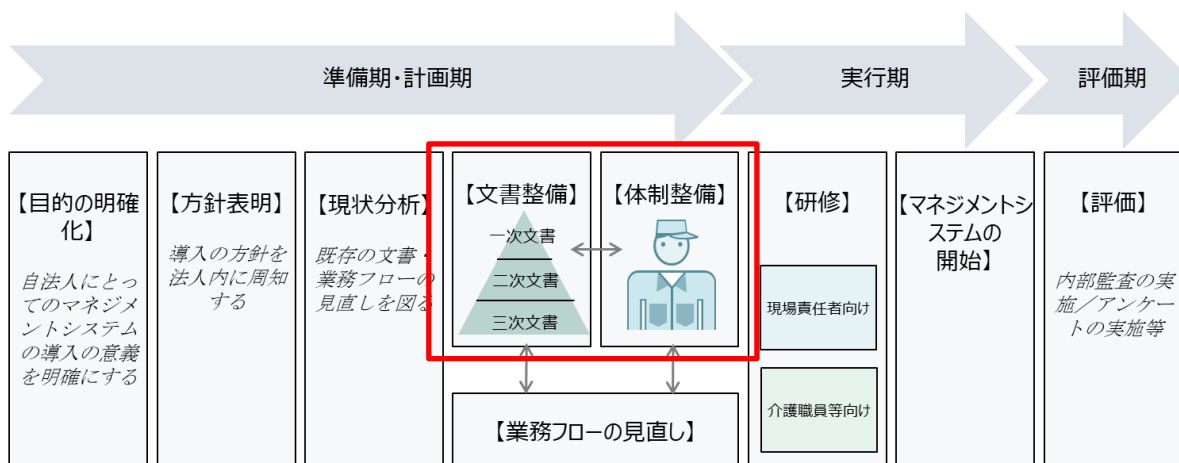 準備期・計画期
実行期
評価期
【目的の明確
化】
自法人にとっ
てのマネジメ
ントシステム
の導入の意義
を明確にする
【方針表明】
導入の方針を
法人内に周知
する
【現状分析】
既存の文書・
業務フローの
見直しを図る
【文書整備】
一次文書
二次文書
三次文書
【体制整備】
【業務フローの見直し】
【研修】
現場責任者向け
介護職員等向け
【マネジメントシ
ステムの
開始】
【評価】
内部監査の実
施／アンケー
トの実施等